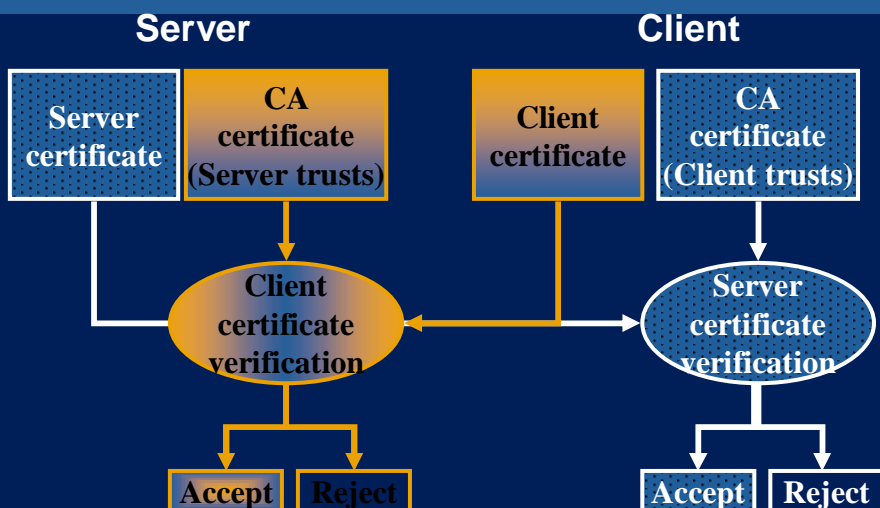 Server
Client
Server
certificate
CA
certificate
(Server trusts)
Client
certificate
CA
certificate
(Client trusts)
Client
certificate
verification
Server
certificate
verification
Accept
Reject
Accept
Reject